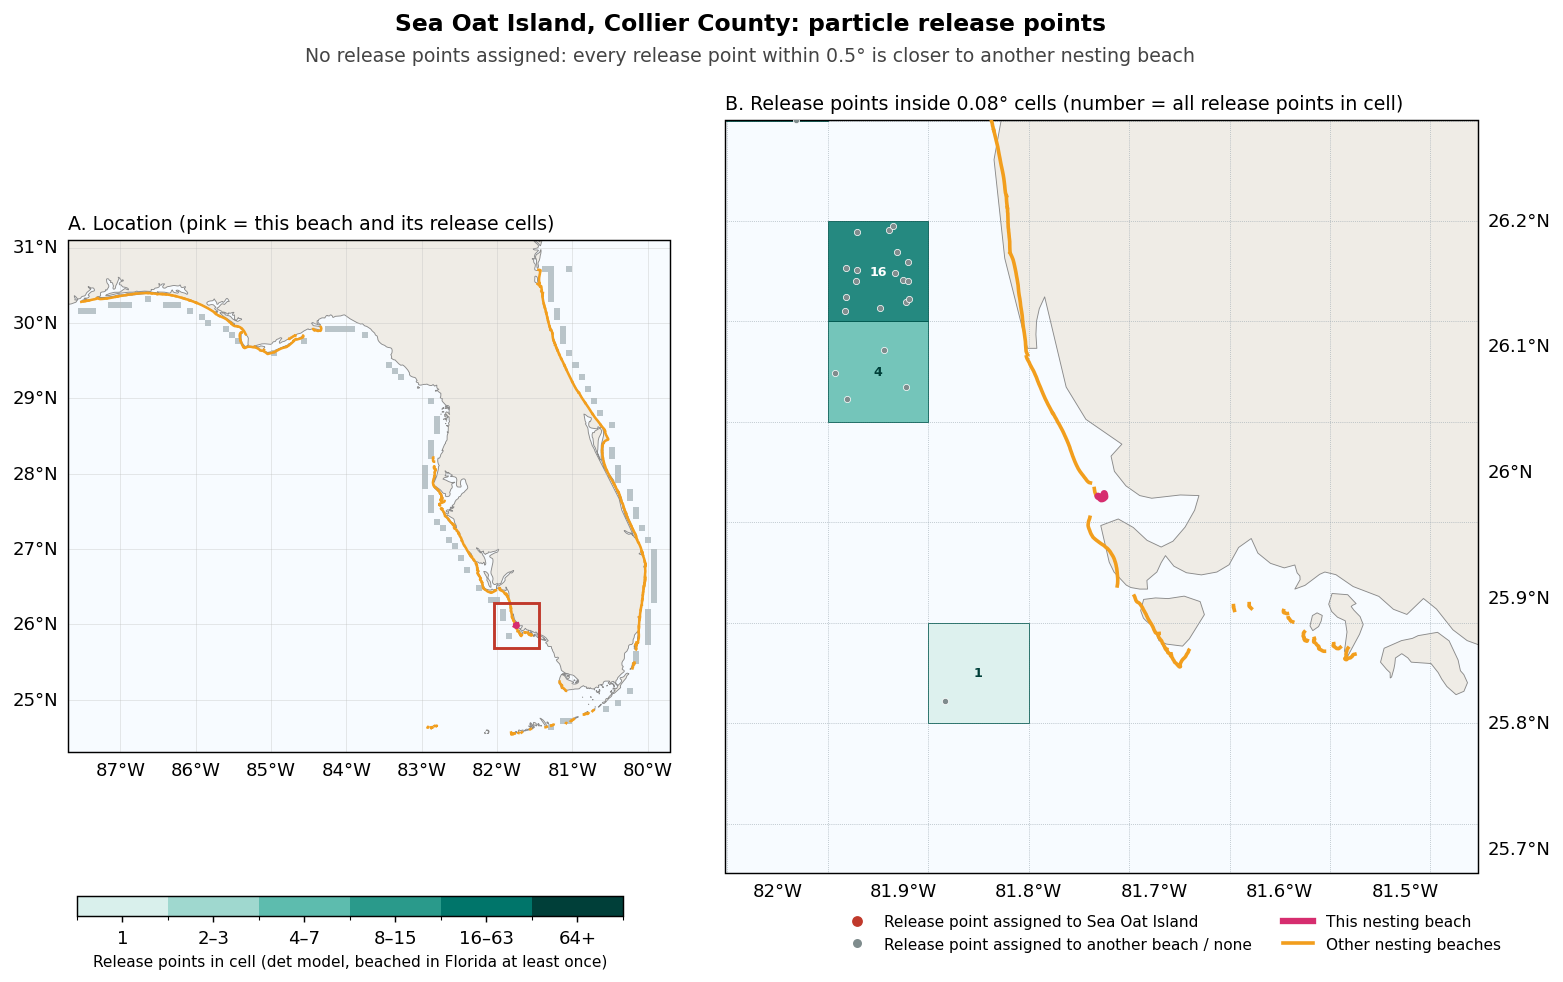 Sea Oat Island, Collier County: particle release points
No release points assigned: every release point within 0.5° is closer to another nesting beach
A. Location (pink = this beach and its release cells)
31°N
30°N
29°N
28°N
27°N
26°N
25°N
87°W 86°W 85°W 84°W 83°W 82°W 81°W 80°W
1 2–3 4–7 8–15 16–63 64+
Release points in cell (det model, beached in Florida at least once)
B. Release points inside 0.08° cells (number = all release points in cell)
16
4
1
26.2°N
26.1°N
26°N
25.9°N
25.8°N
25.7°N
82°W 81.9°W 81.8°W 81.7°W 81.6°W 81.5°W
Release point assigned to Sea Oat Island
Release point assigned to another beach / none
This nesting beach
Other nesting beaches